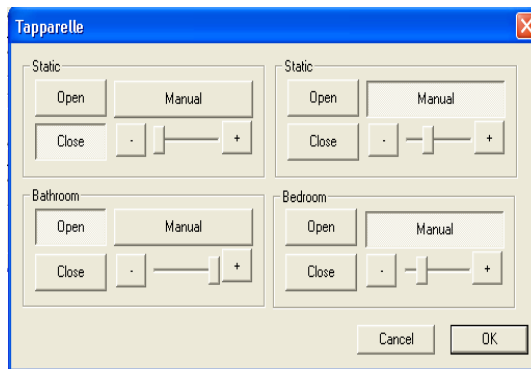 Tapparelle
Static
Open
Manual
Close
-
+
Static
Open
Manual
Close
-
+
Bathroom
Open
Manual
Close
-
+
Bedroom
Open
Manual
Close
-
+
Cancel
OK